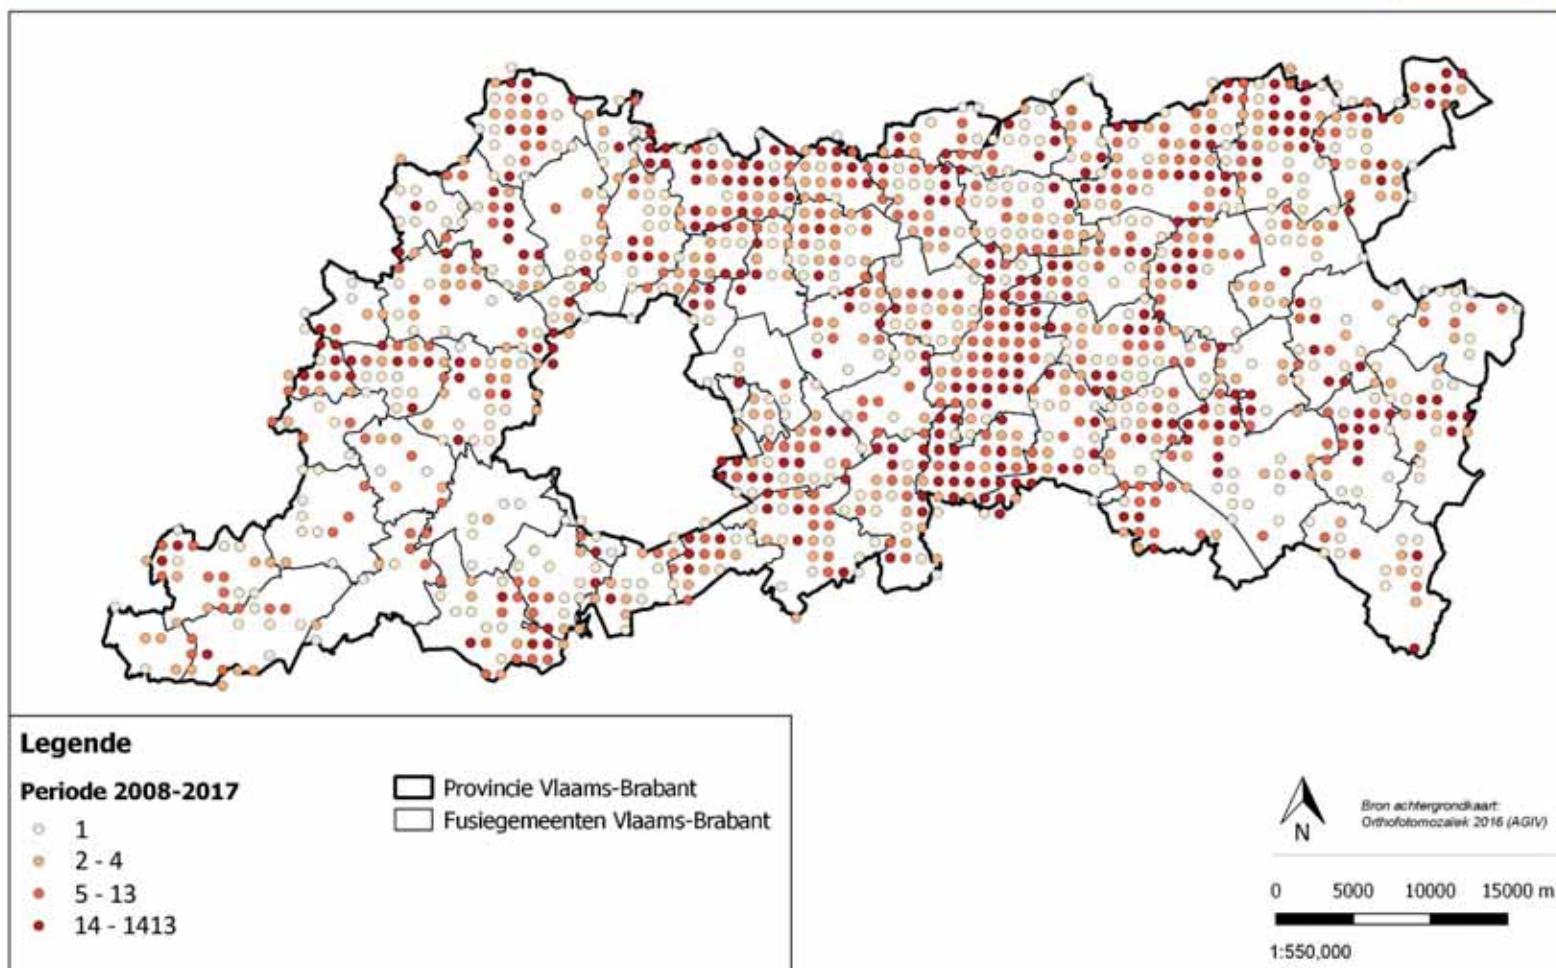 Legende
Periode 2008-2017
1
2 - 4
5 - 13
14 - 1413
Provincie Vlaams-Brabant
Fusiegemeenten Vlaams-Brabant
N
Bron achtergrondkaart:
Orthofotomozaïek 2016 (AGIV)
0 5000 10000 15000 m
1:550,000